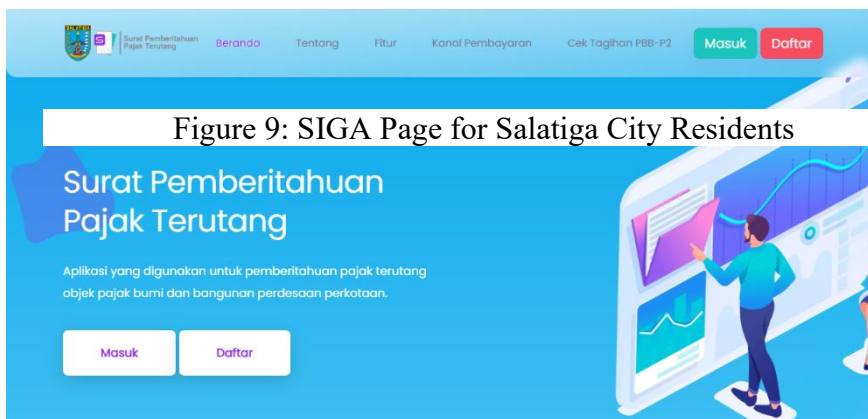 SALATIGA
S
Surat Pemberitahuan
Pajak Terutang
Beranda
Tentang
Fitur
Kanal Pembayaran
Cek Tagihan PBB-P2
Masuk
Daftar
Figure 9: SIGA Page for Salatiga City Residents
Surat Pemberitahuan
Pajak Terutang
Aplikasi yang digunakan untuk pemberitahuan pajak terutang
objek pajak bumi dan bangunan perdesaan perkotaan.
Masuk
Daftar